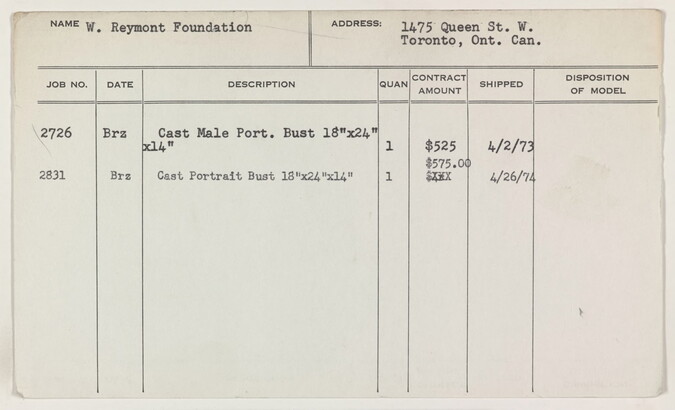 NAME W. Reymont Foundation
ADDRESS: 1475 Queen St. W.
Toronto, Ont. Can.
JOB NO. DATE DESCRIPTION QUAN CONTRACT AMOUNT SHIPPED DISPOSITION OF MODEL
2726 Brz Cast Male Port. Bust 18"x24"
x14" 1 $525 4/2/73
$575.00
2831 Brz Cast Portrait Bust 18"x24"x14" 1 4/26/74